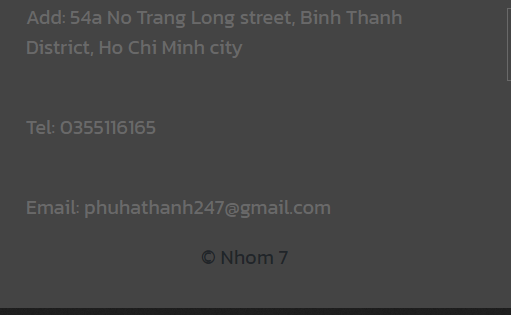 Add: 54a No Trang Long street, Binh Thanh
District, Ho Chi Minh city
Tel: 0355116165
Email: phuhathanh247@gmail.com
© Nhom 7